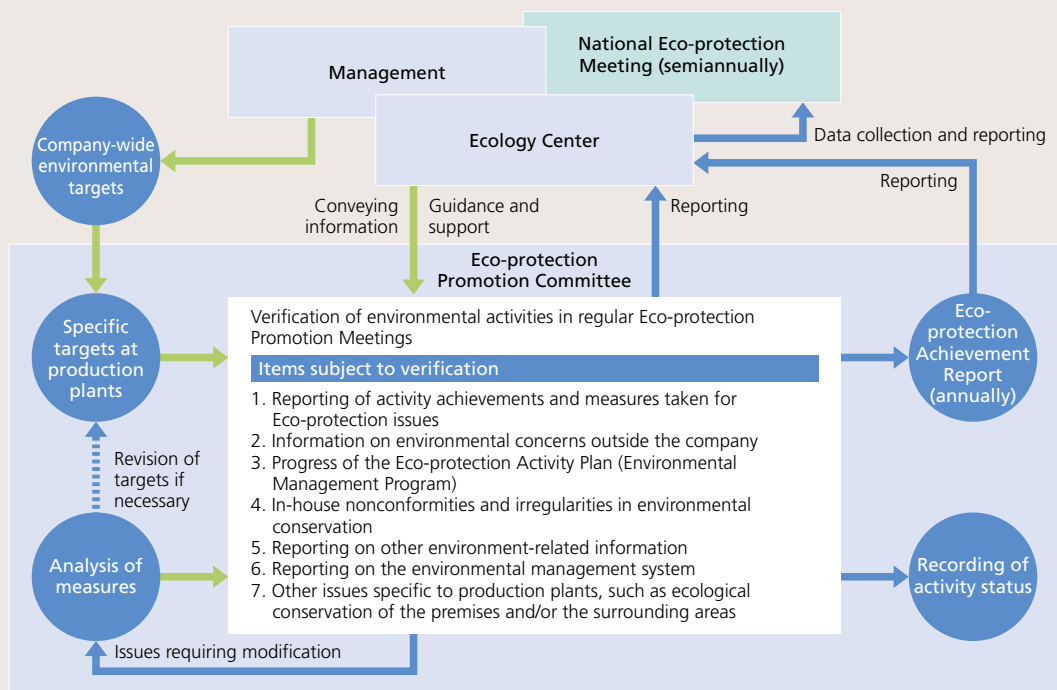 National Eco-protection
Meeting (semiannually)
Management
Ecology Center
Data collection and reporting
Company-wide
environmental
targets
Reporting
Conveying
information
Guidance and
support
Reporting
Eco-protection
Promotion Committee
Specific
targets at
production
plants
Verification of environmental activities in regular Eco-protection
Promotion Meetings
Items subject to verification
1. Reporting of activity achievements and measures taken for
Eco-protection issues
2. Information on environmental concerns outside the company
3. Progress of the Eco-protection Activity Plan (Environmental
Management Program)
4. In-house nonconformities and irregularities in environmental
conservation
5. Reporting on other environment-related information
6. Reporting on the environmental management system
7. Other issues specific to production plants, such as ecological
conservation of the premises and/or the surrounding areas
Eco-
protection
Achievement
Report
(annually)
Revision of
targets if
necessary
Analysis of
measures
Recording of
activity status
Issues requiring modification